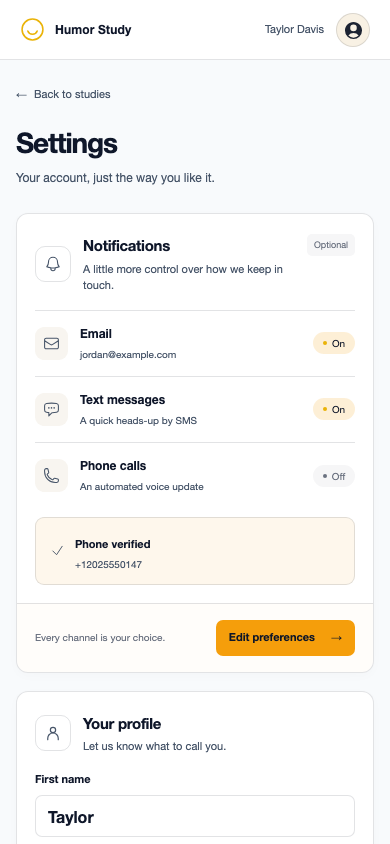 Humor Study
Taylor Davis
← Back to studies
Settings
Your account, just the way you like it.
Notifications
Optional
A little more control over how we keep in
touch.
Email
jordan@example.com
On
Text messages
A quick heads-up by SMS
On
Phone calls
An automated voice update
Off
Phone verified
+12025550147
Every channel is your choice.
Edit preferences →
Your profile
Let us know what to call you.
First name
Taylor